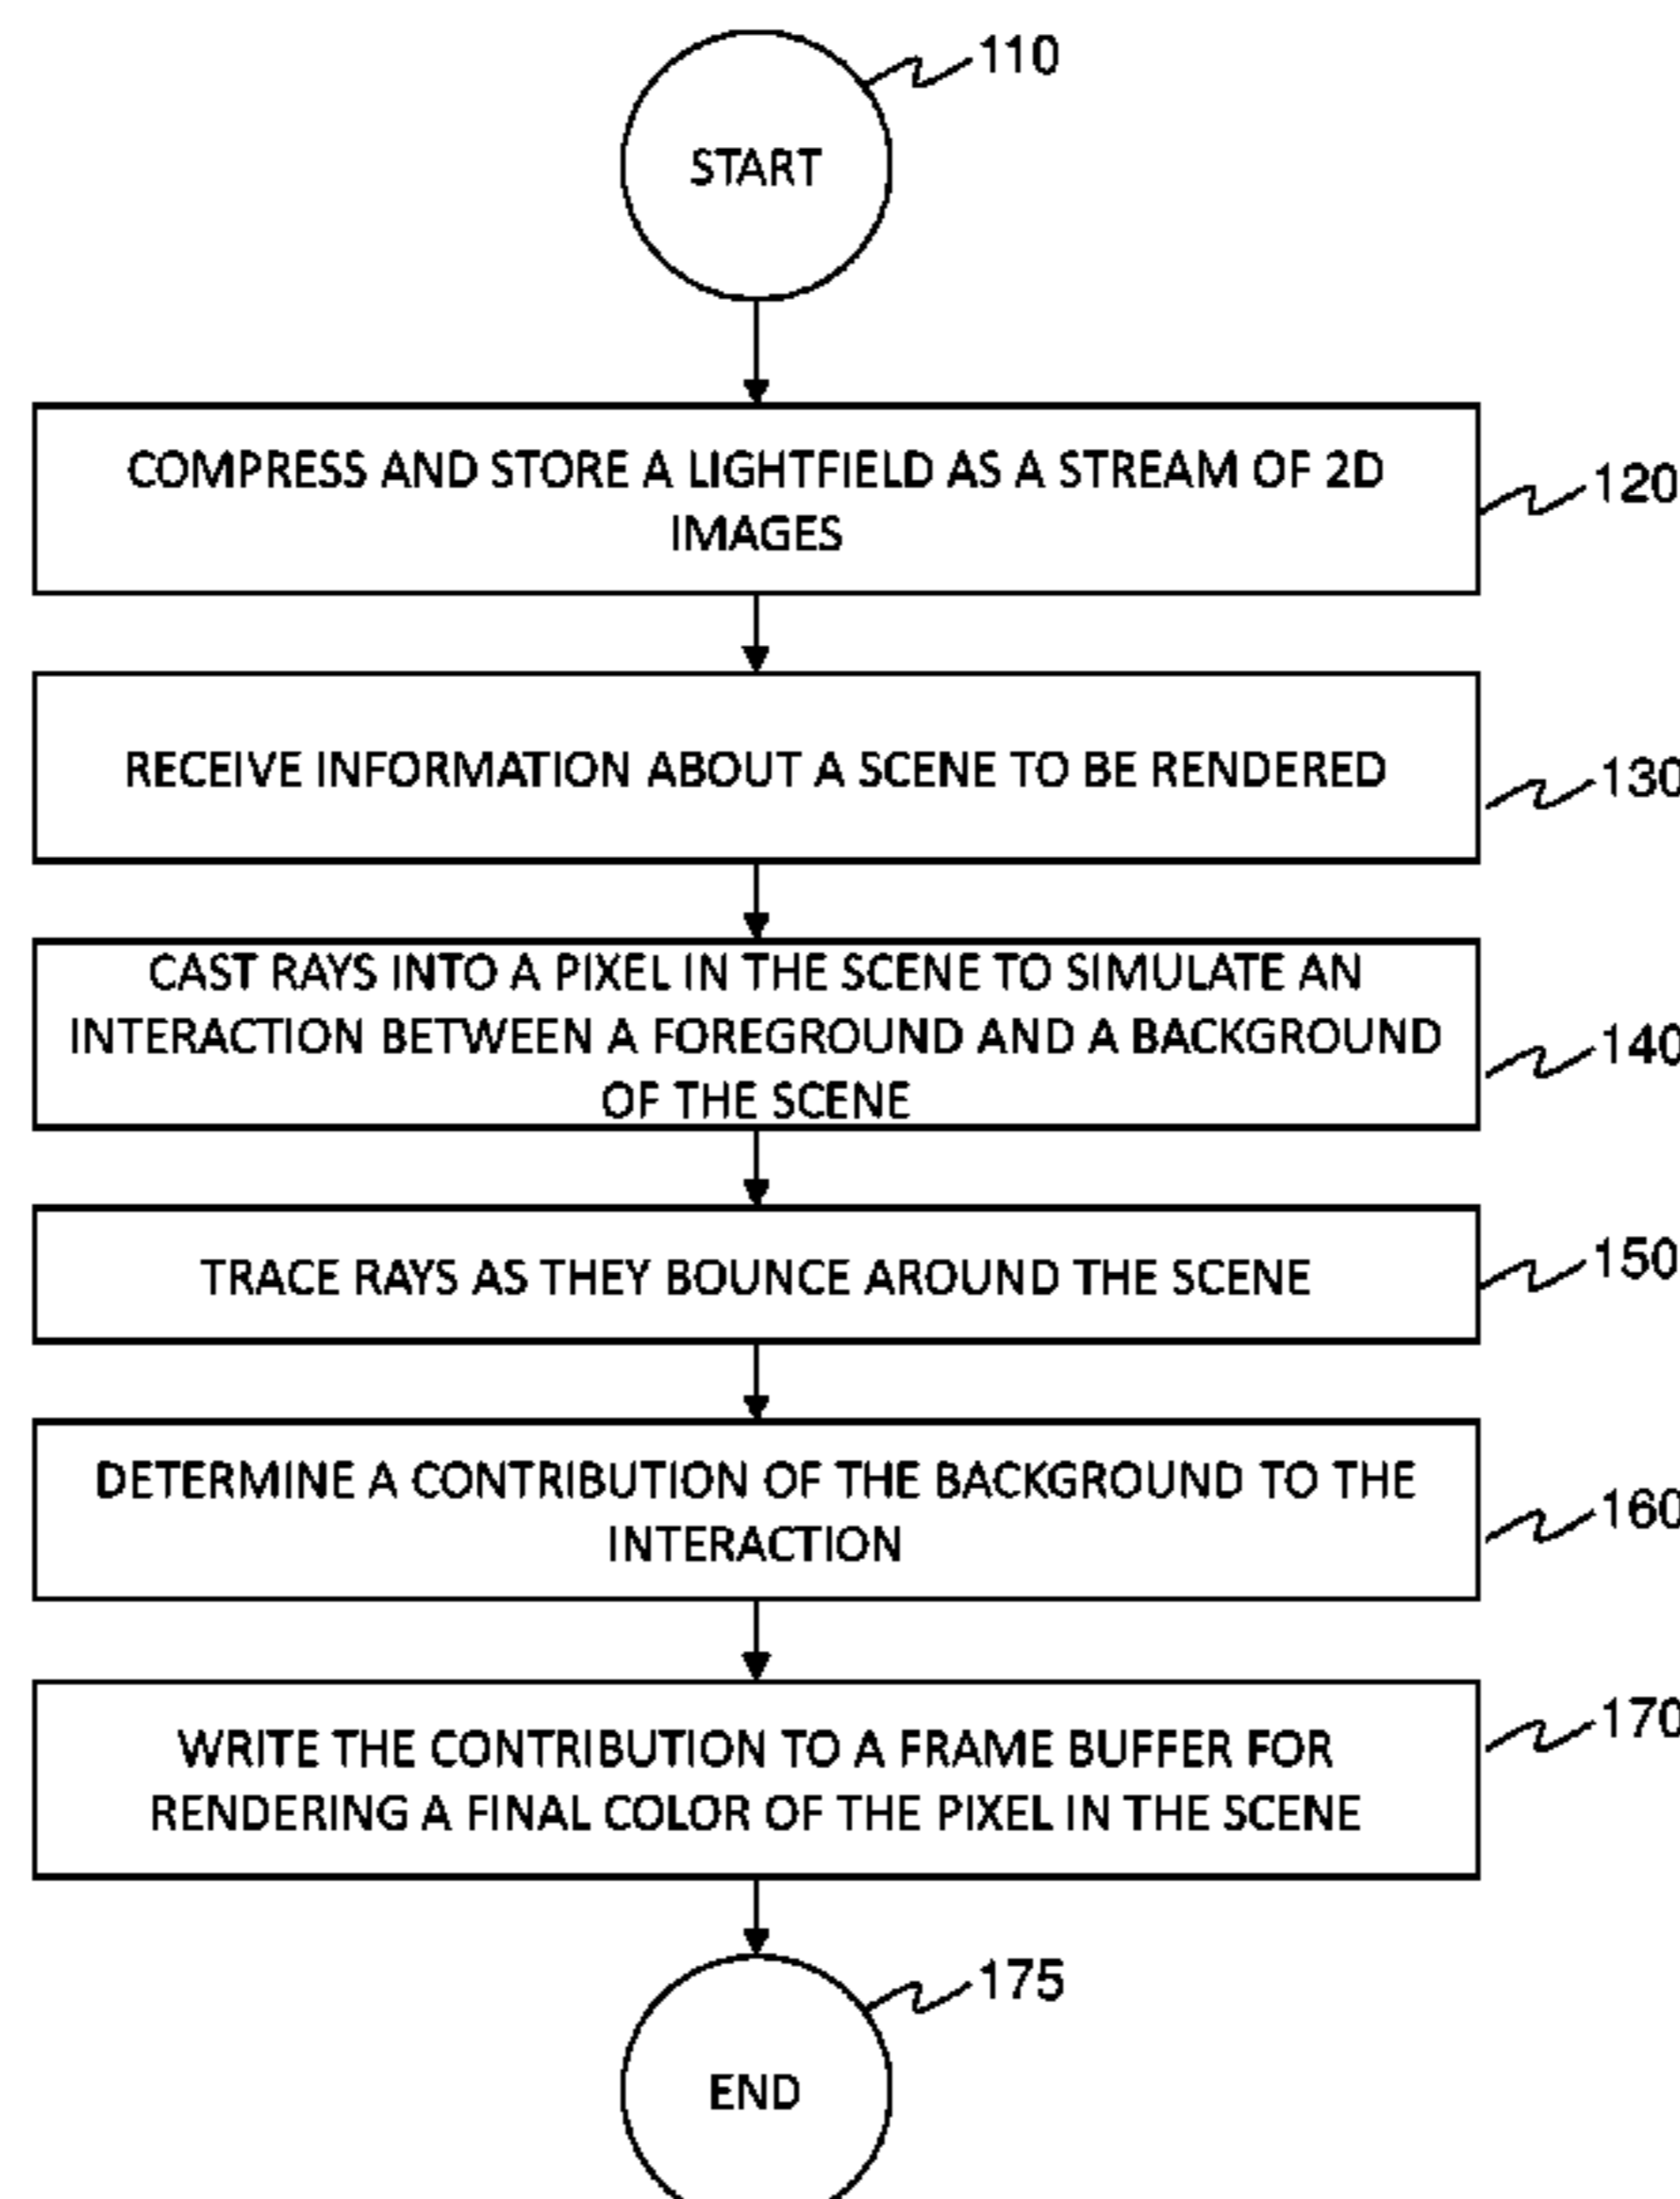 110
START
COMPRESS AND STORE A LIGHTFIELD AS A STREAM OF 2D
IMAGES
120
RECEIVE INFORMATION ABOUT A SCENE TO BE RENDERED
130
CAST RAYS INTO A PIXEL IN THE SCENE TO SIMULATE AN
INTERACTION BETWEEN A FOREGROUND AND A BACKGROUND
OF THE SCENE
140
TRACE RAYS AS THEY BOUNCE AROUND THE SCENE
150
DETERMINE A CONTRIBUTION OF THE BACKGROUND TO THE
INTERACTION
160
WRITE THE CONTRIBUTION TO A FRAME BUFFER FOR
RENDERING A FINAL COLOR OF THE PIXEL IN THE SCENE
170
175
END